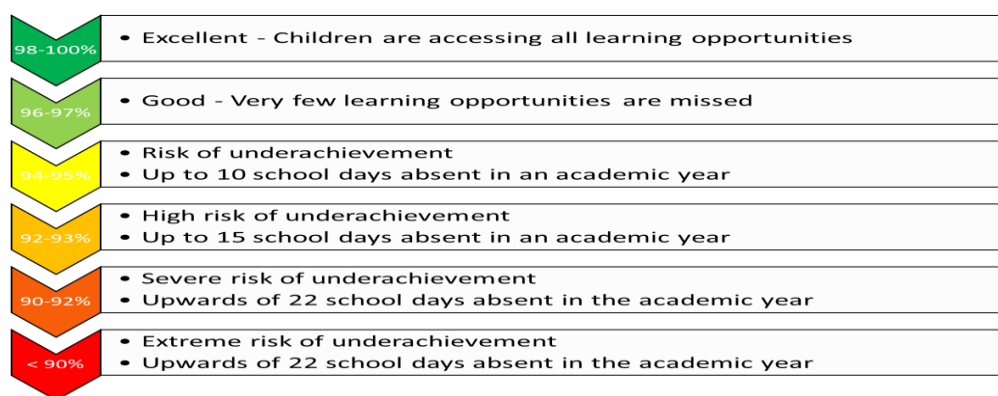 98-100%
• Excellent - Children are accessing all learning opportunities
96-97%
• Good - Very few learning opportunities are missed
94-95%
• Risk of underachievement
• Up to 10 school days absent in an academic year
92-93%
• High risk of underachievement
• Up to 15 school days absent in an academic year
90-92%
• Severe risk of underachievement
• Upwards of 22 school days absent in the academic year
< 90%
• Extreme risk of underachievement
• Upwards of 22 school days absent in the academic year